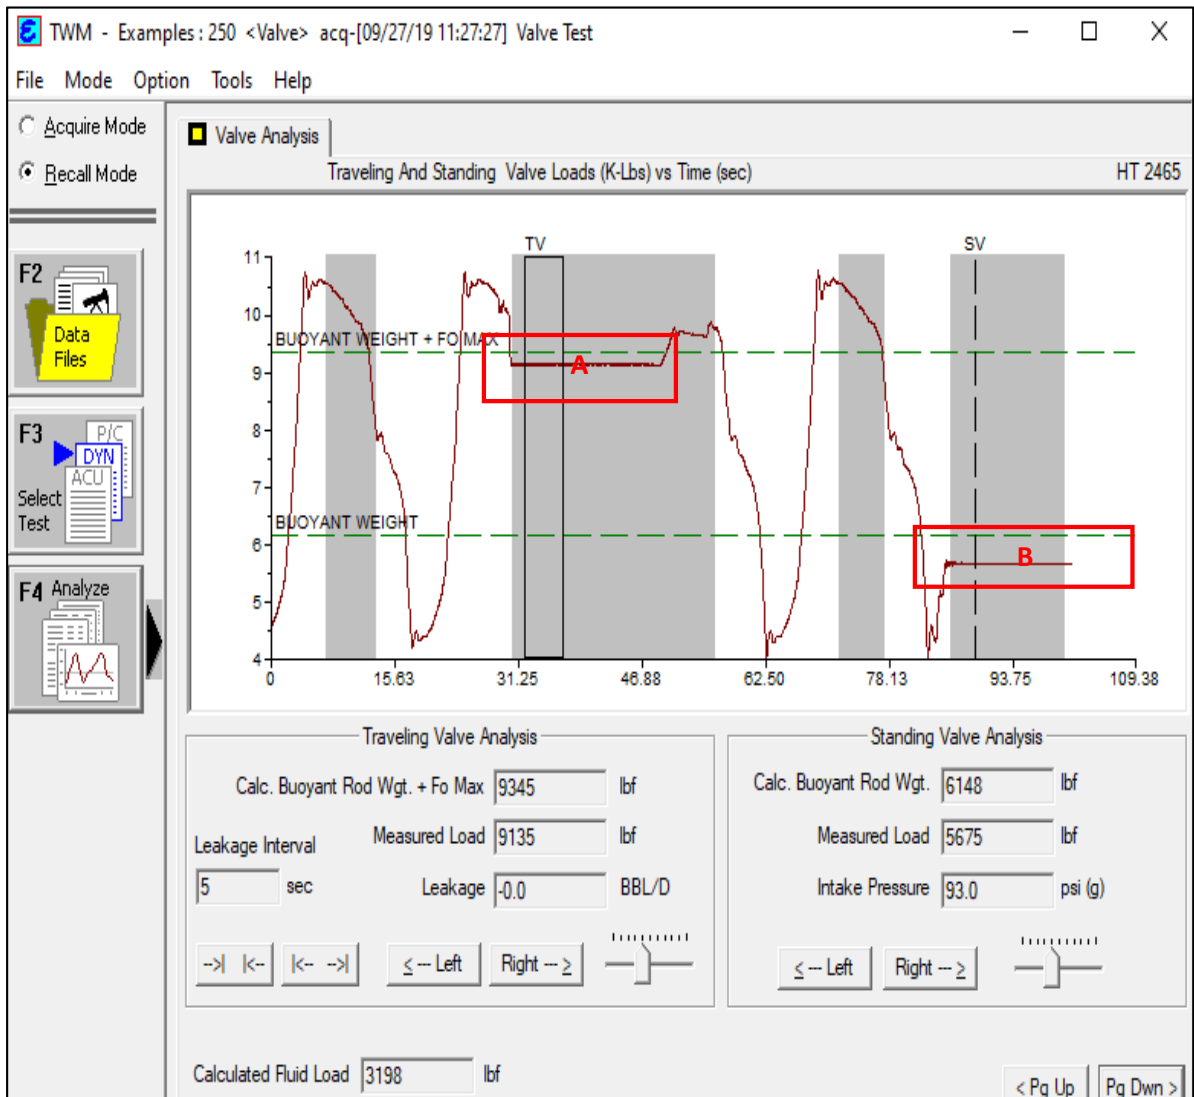 TWM - Examples : 250 <Valve> acq-[09/27/19 11:27:27] Valve Test
File Mode Option Tools Help
Acquire Mode
Recall Mode
Valve Analysis
Traveling And Standing Valve Loads (K-Lbs) vs Time (sec)
HT 2465
F2
Data
Files
F3
P/C
DYN
ACU
Select
Test
F4 Analyze
TV
SV
11
10
9
8
7
6
5
4
BUOYANT WEIGHT + FO MAX
A
BUOYANT WEIGHT
B
0 15.63 31.25 46.88 62.50 78.13 93.75 109.38
Traveling Valve Analysis
Calc. Buoyant Rod Wgt. + Fo Max 9345 lbf
Leakage Interval
Measured Load 9135 lbf
5 sec
Leakage -0.0 BBL/D
-->| |<-- |<-- -->| < --- Left Right --- >
Standing Valve Analysis
Calc. Buoyant Rod Wgt. 6148 lbf
Measured Load 5675 lbf
Intake Pressure 93.0 psi (g)
< --- Left Right --- >
Calculated Fluid Load 3198 lbf
< Pg Up Pg Dwn >